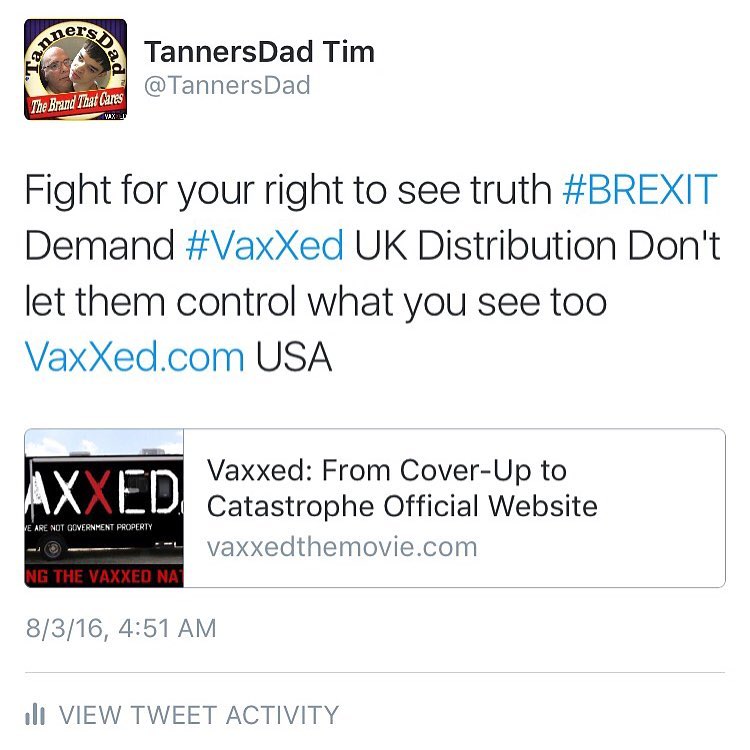 TannersDad
The Brand That Cares
TannersDad Tim
@TannersDad
Fight for your right to see truth #BREXIT
Demand #VaxXed UK Distribution Don't
let them control what you see too
VaxXed.com USA
AXXED
E ARE NOT GOVERNMENT PROPERTY
NG THE VAXXED NAT
Vaxxed: From Cover-Up to
Catastrophe Official Website
vaxxedthemovie.com
8/3/16, 4:51 AM
VIEW TWEET ACTIVITY